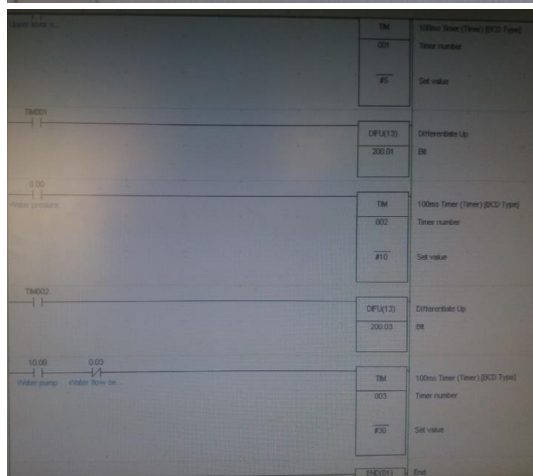 TIM 100ms Timer (Timer) [BCD Type]
001 Timer number
#5 Set value
TIM001
DIFU(13) Differentiate Up
200.01 Bit
0.00
Water pressure
TIM 100ms Timer (Timer) [BCD Type]
002 Timer number
#10 Set value
TIM002
DIFU(13) Differentiate Up
200.03 Bit
10.00 0.03
Water pump Water flow se...
TIM 100ms Timer (Timer) [BCD Type]
003 Timer number
#30 Set value
END(01) End